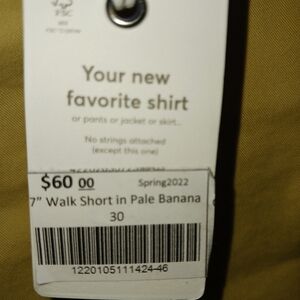 FSC
Your new
favorite shirt
or pants or jacket or skirt...
No strings attached
(except this one)
$60 00 Spring2022
7" Walk Short in Pale Banana
30
1220105111424-46